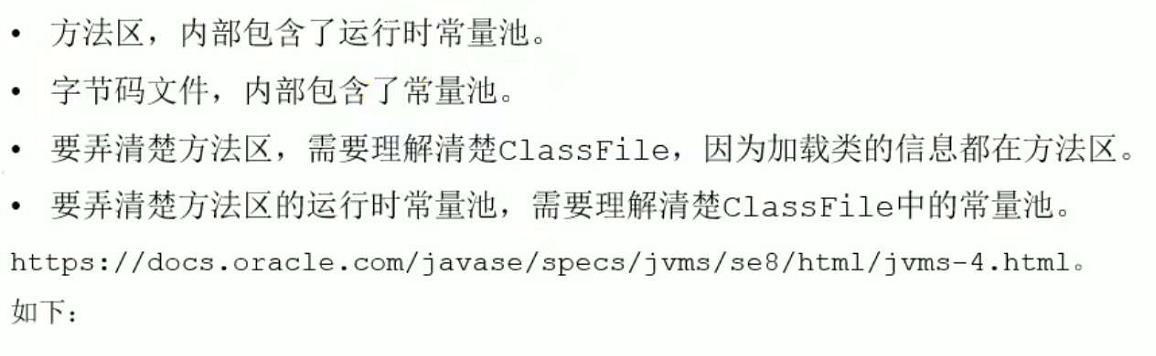 • 方法区，内部包含了运行时常量池。
• 字节码文件，内部包含了常量池。
• 要弄清楚方法区，需要理解清楚ClassFile，因为加载类的信息都在方法区。
• 要弄清楚方法区的运行时常量池，需要理解清楚ClassFile中的常量池。
https://docs.oracle.com/javase/specs/jvms/se8/html/jvms-4.html。
如下：